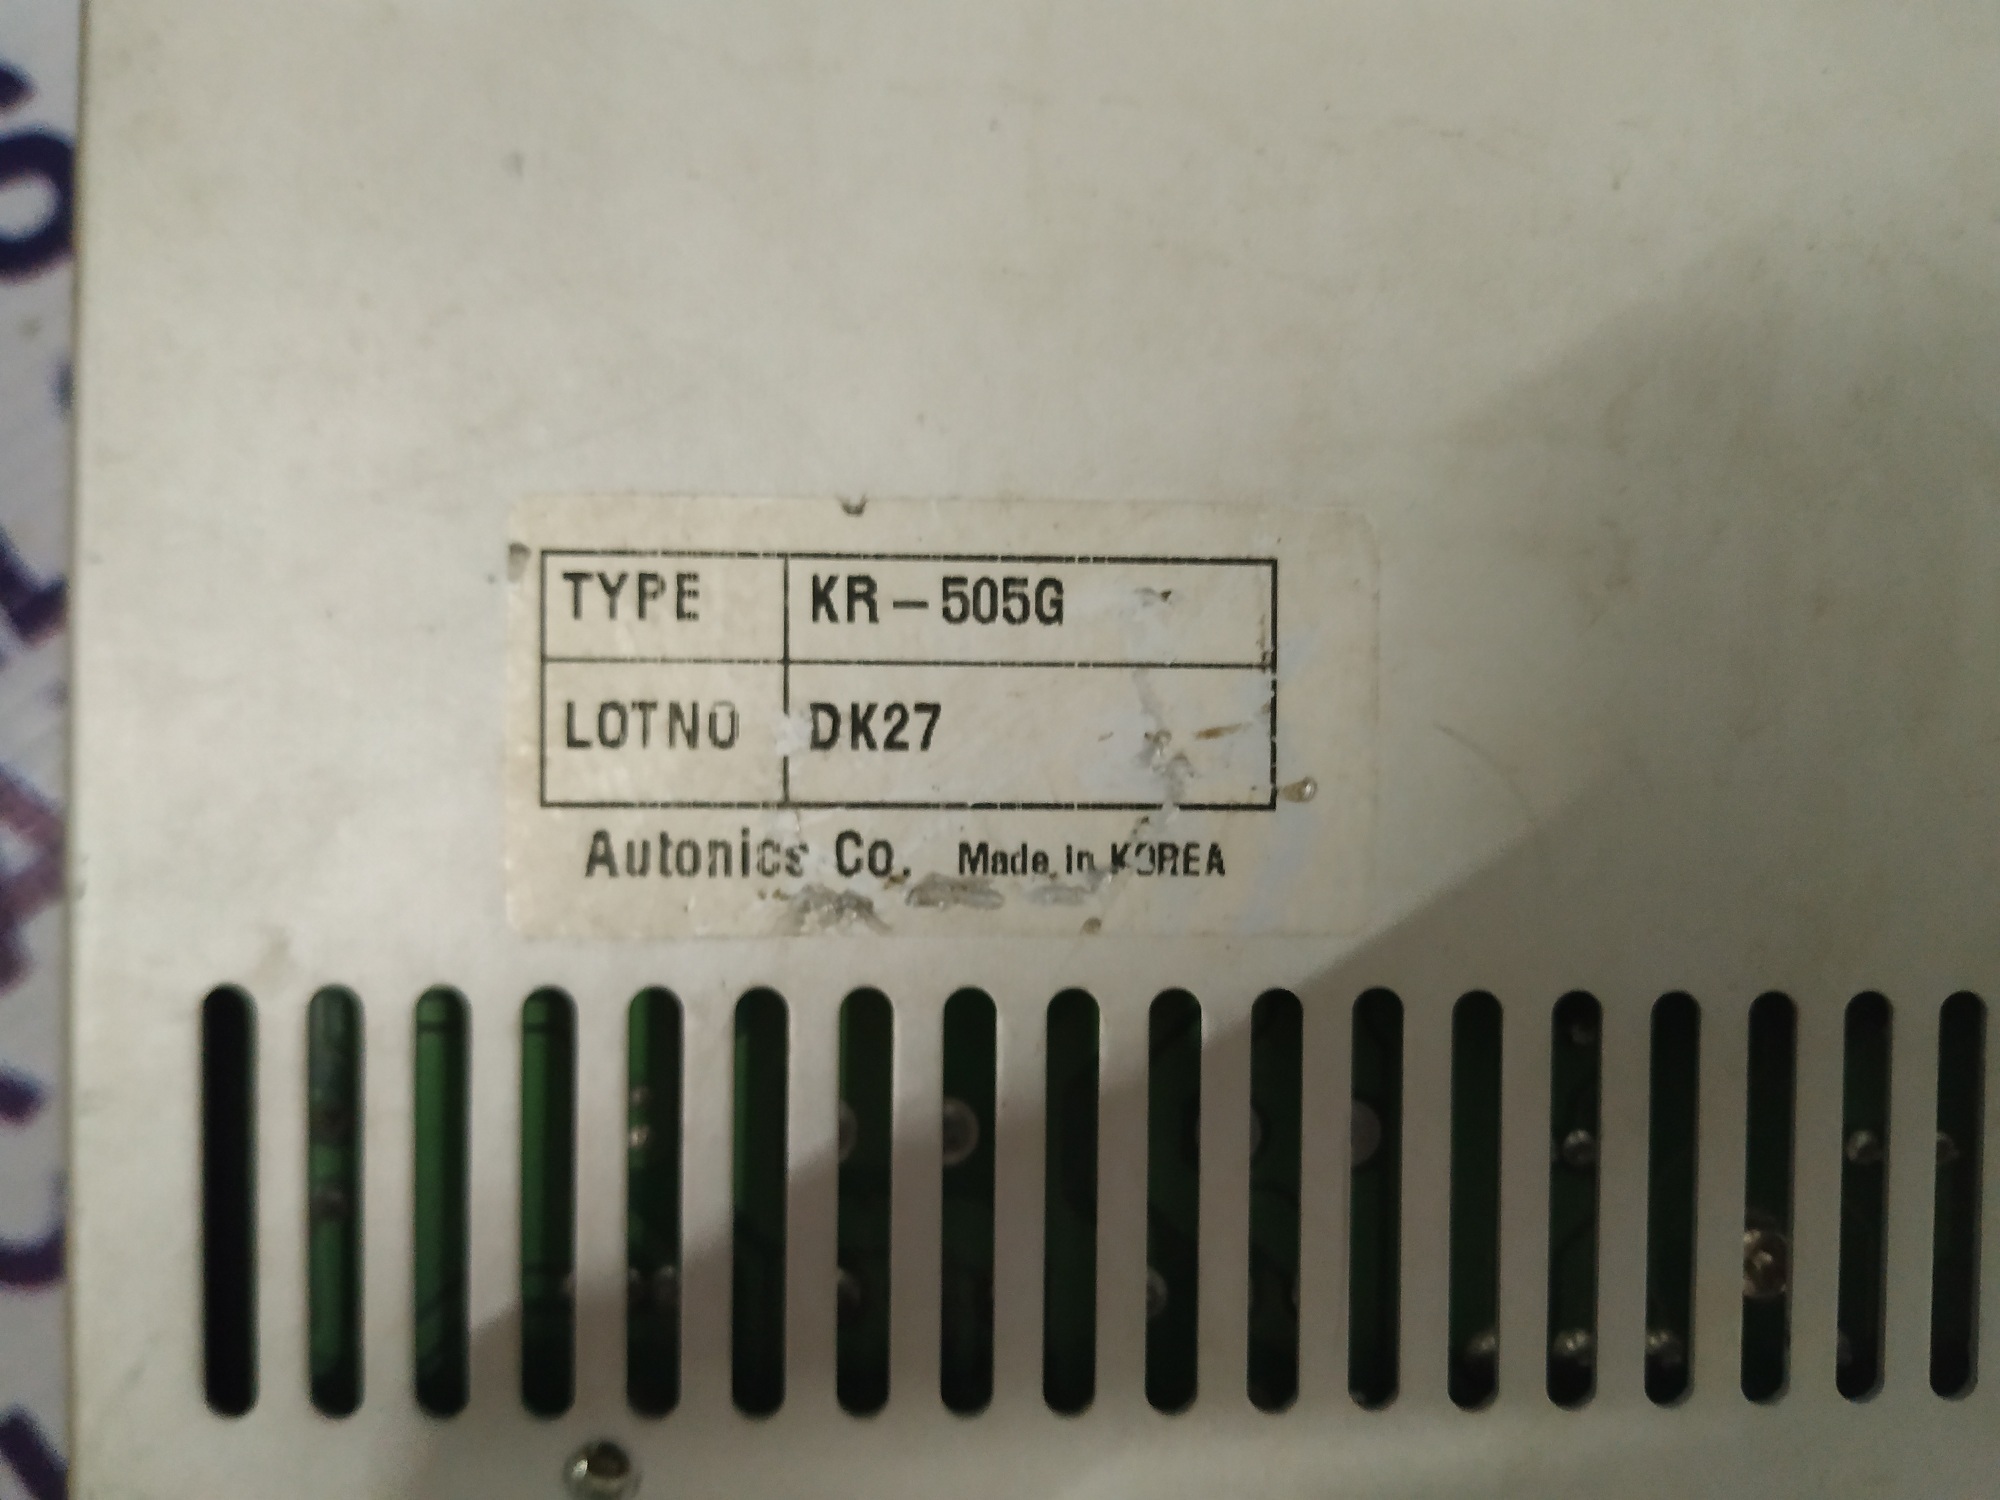 TYPE KR-505G
LOTNO DK27
Autonics Co. Made in KOREA